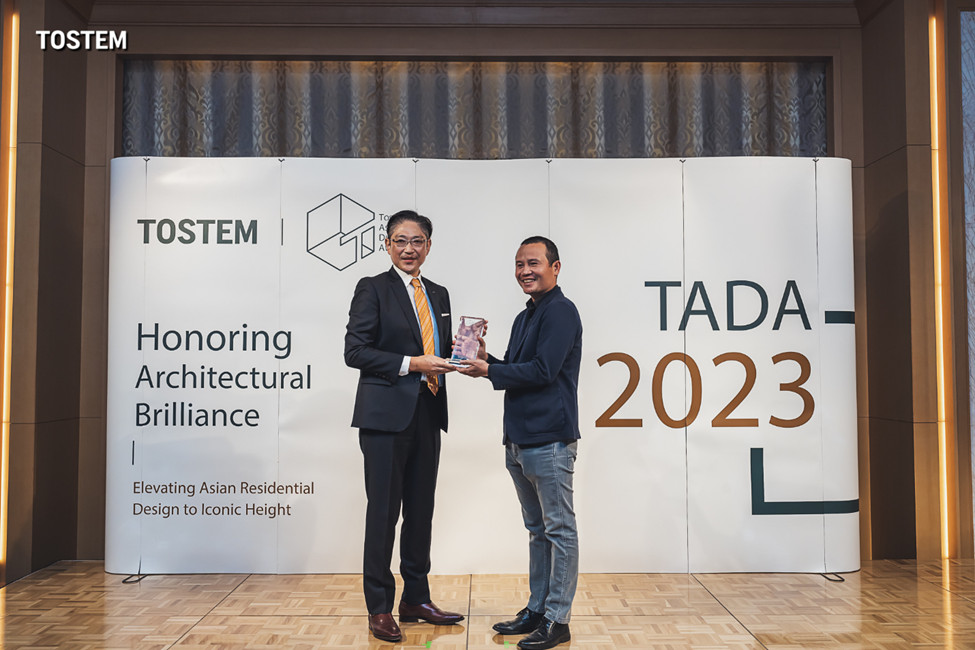 TOSTEM
TOSTEM
Honoring
Architectural
Brilliance
Elevating Asian Residential
Design to Iconic Height
TADA
2023